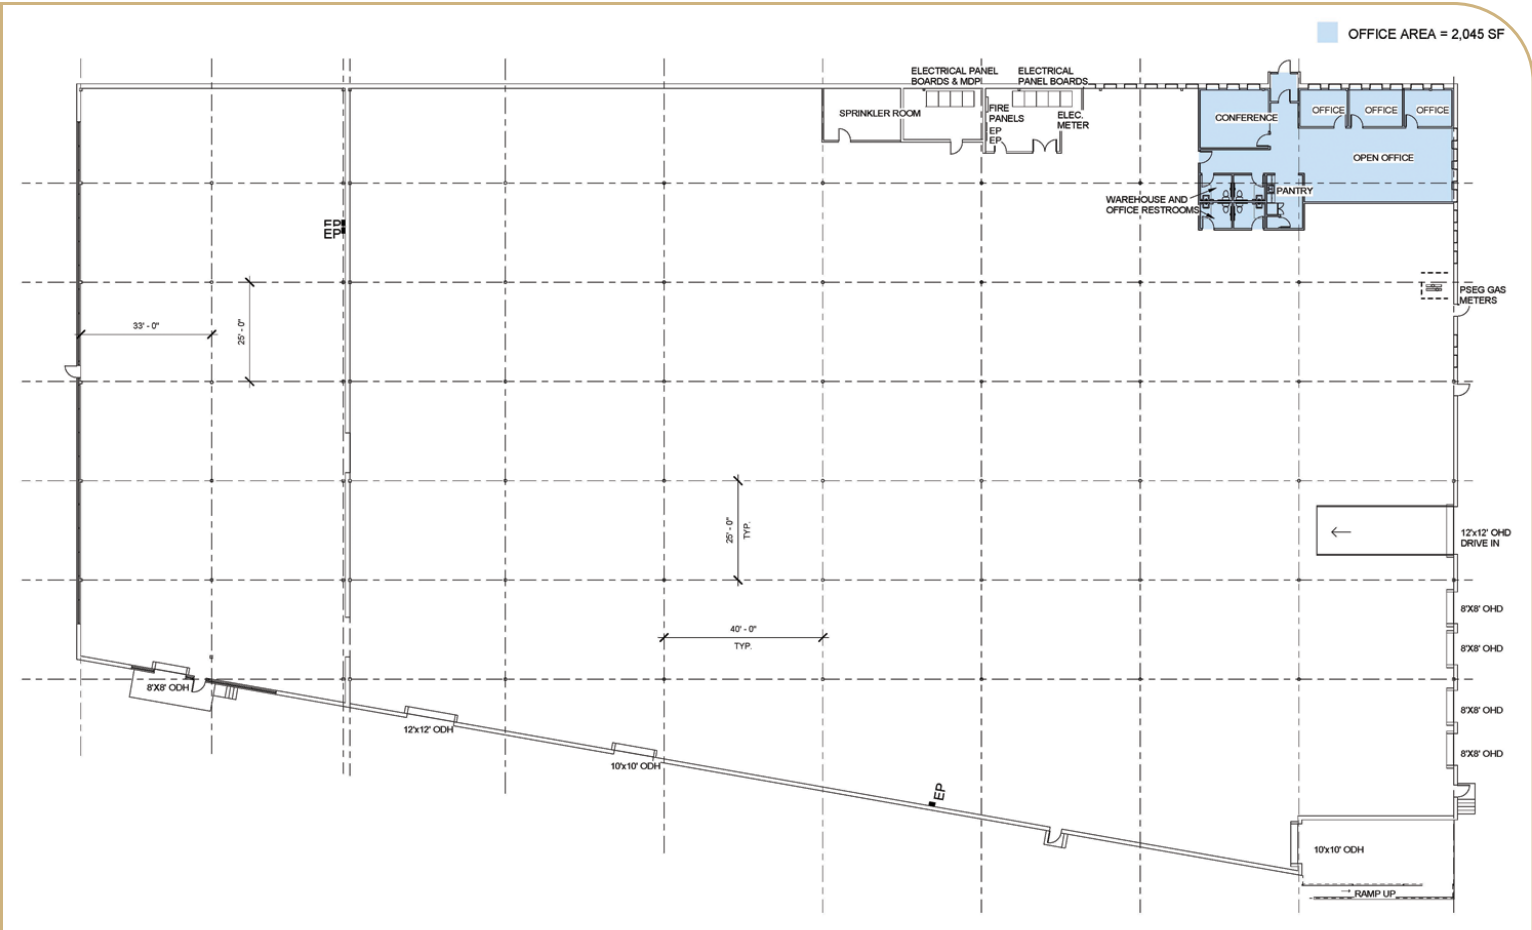 OFFICE AREA = 2,045 SF
ELECTRICAL PANEL
BOARDS & MDP
ELECTRICAL
PANEL BOARDS
SPRINKLER ROOM
FIRE
PANELS
EP
EP
ELEC.
METER
CONFERENCE
OFFICE
OFFICE
OFFICE
OPEN OFFICE
PANTRY
WAREHOUSE AND
OFFICE RESTROOMS
EP
EP
PSEG GAS
METERS
33' - 0"
25' - 0"
25' - 0"
TYP.
12'x12' OHD
DRIVE IN
8'X8' OHD
40' - 0"
TYP.
8'X8' OHD
8'X8' ODH
8'X8' OHD
12'x12' ODH
8'X8' OHD
10'x10' ODH
EP
10'x10' ODH
RAMP UP